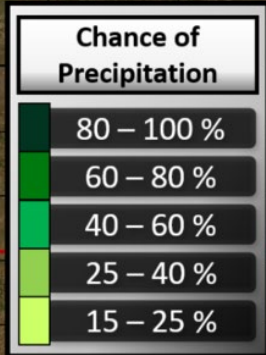 Chance of
Precipitation
80 – 100 %
60 – 80 %
40 – 60 %
25 – 40 %
15 – 25 %